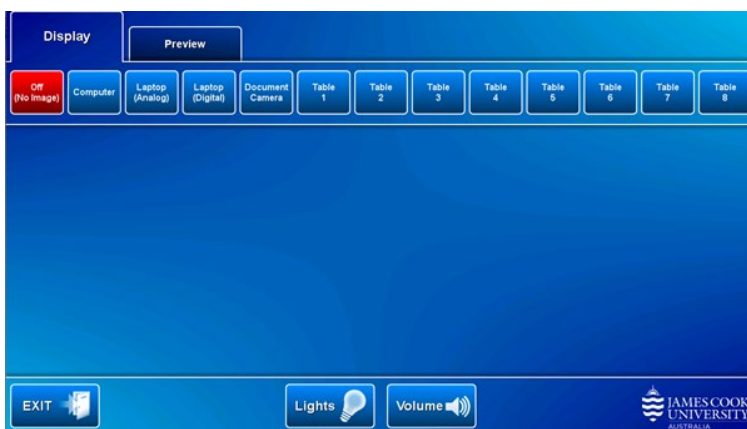 Display
Preview
Off
(No Image)
Computer
Laptop
(Analog)
Laptop
(Digital)
Document
Camera
Table
1
Table
2
Table
3
Table
4
Table
5
Table
6
Table
7
Table
8
EXIT
Lights
Volume
JAMES COOK
UNIVERSITY
AUSTRALIA